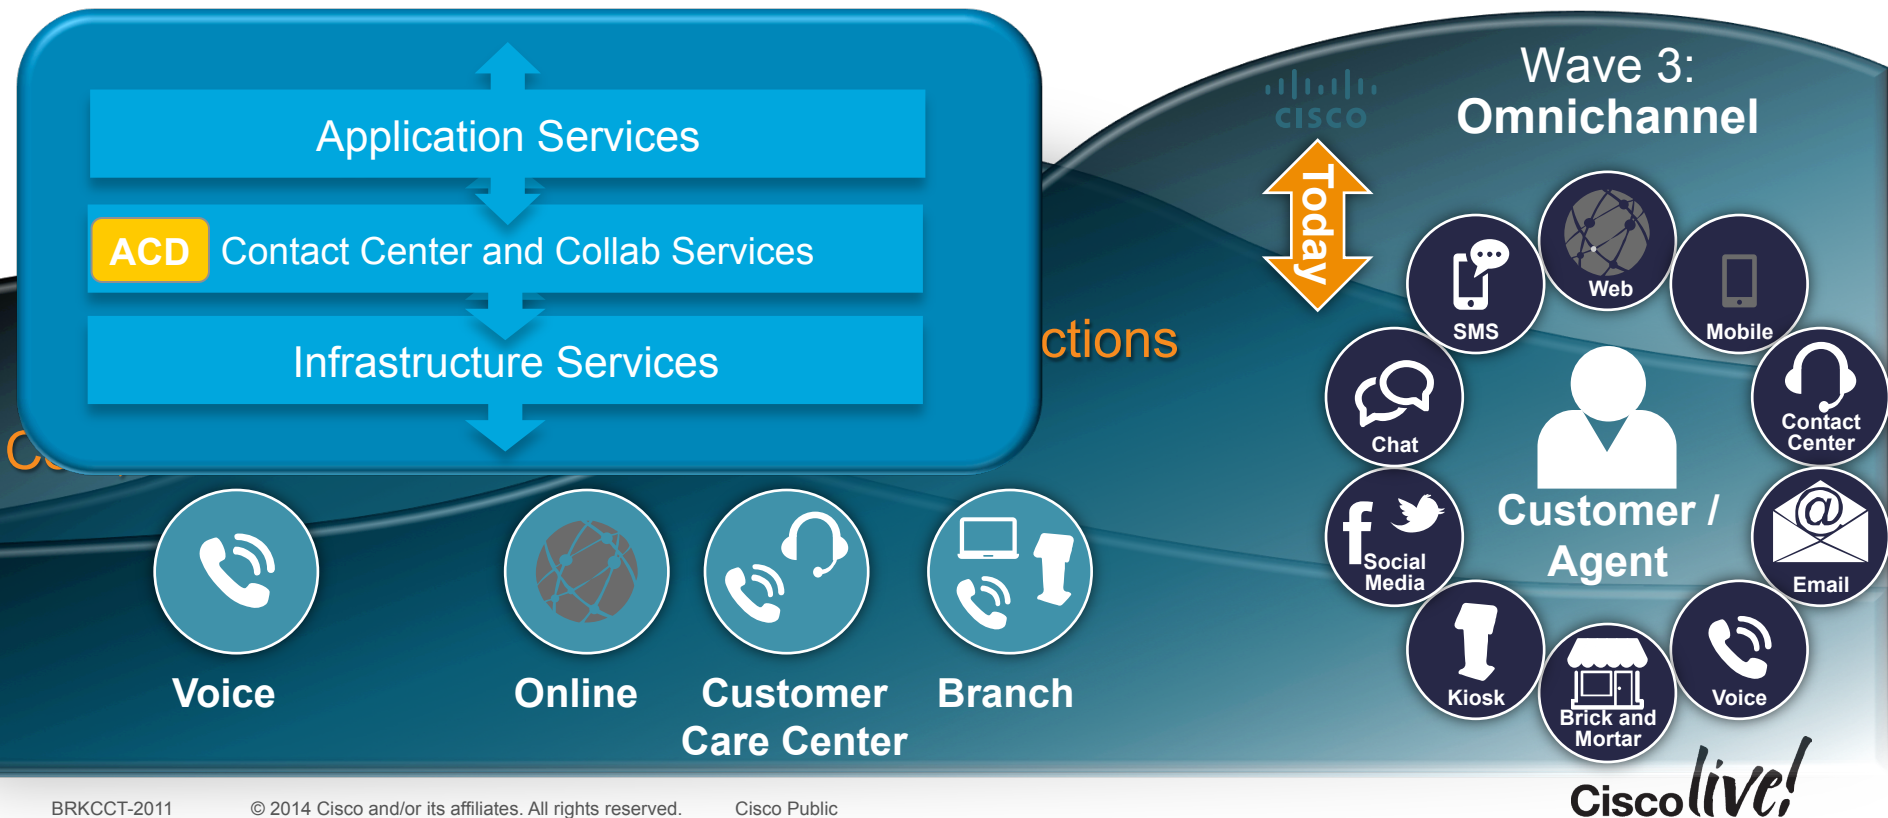 Application Services
ACD Contact Center and Collab Services
Infrastructure Services
ctions
CISCO
Today
Wave 3:
Omnichannel
Web
SMS
Mobile
Chat
Contact
Center
Social
Media
Customer /
Agent
Email
Kiosk
Brick and
Mortar
Voice
Voice
Online
Customer
Care Center
Branch
BRKCCT-2011
© 2014 Cisco and/or its affiliates. All rights reserved.
Cisco Public
Cisco live!